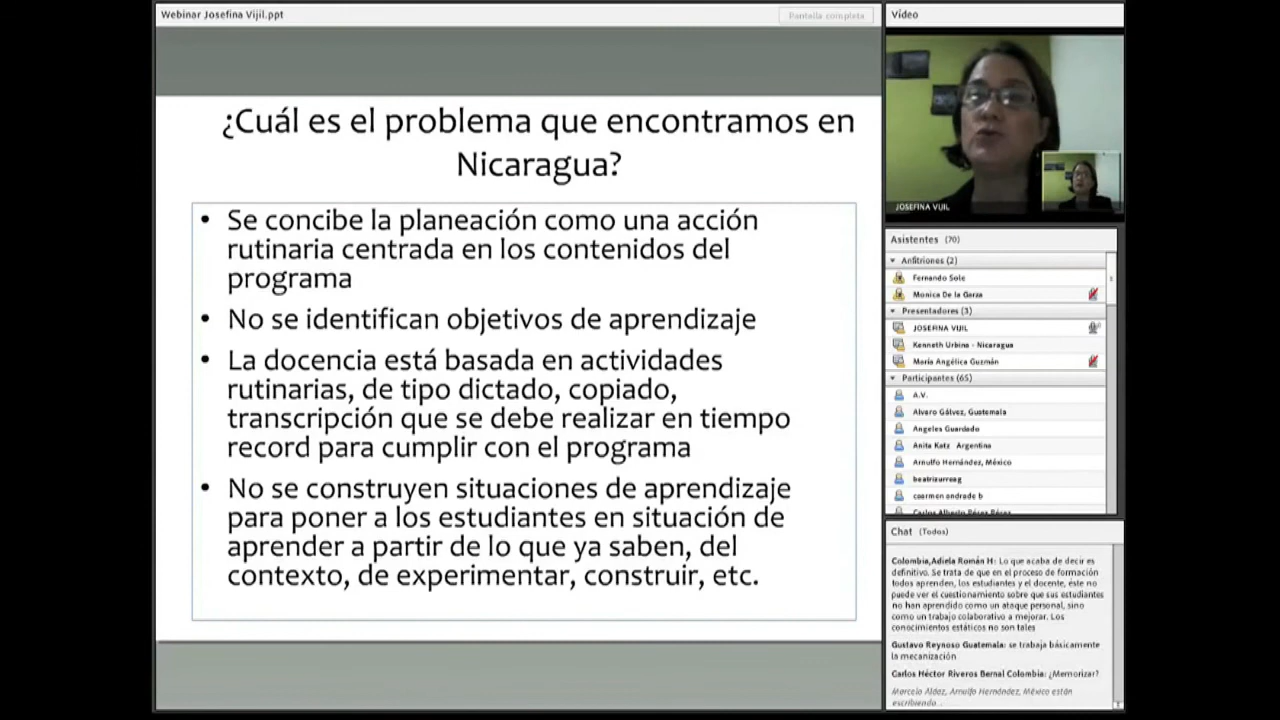 Webinar Josefina Vijil.ppt
Pantalla completa
¿Cuál es el problema que encontramos en
Nicaragua?
• Se concibe la planeación como una acción
rutinaria centrada en los contenidos del
programa
• No se identifican objetivos de aprendizaje
• La docencia está basada en actividades
rutinarias, de tipo dictado, copiado,
transcripción que se debe realizar en tiempo
record para cumplir con el programa
• No se construyen situaciones de aprendizaje
para poner a los estudiantes en situación de
aprender a partir de lo que ya saben, del
contexto, de experimentar, construir, etc.
Vídeo
JOSEFINA VIJIL
Asistentes (70)
Anfitriones (2)
Fernando Sole
Monica De la Garza
Presentadores (3)
JOSEFINA VIJIL
Kenneth Urbina - Nicaragua
María Angélica Guzmán
Participantes (65)
A.V.
Alvaro Gálvez, Guatemala
Angeles Guardado
Anita Katz Argentina
Arnulfo Hernández, México
beatrizurreag
caarmen andrade b
Carlos Alberto Pérez Pérez
Chat (Todos)
Colombia,Adiela Román H: Lo que acaba de decir es
definitivo. Se trata de que en el proceso de formación
todos aprenden, los estudiantes y el docente, éste no
puede ver el cuestionamiento sobre que sus estudiantes
no han aprendido como un ataque personal, sino
como un trabajo colaborativo a mejorar. Los
conocimientos estáticos no son tales
Gustavo Reynoso Guatemala: se trabaja básicamente
la mecanización
Carlos Héctor Riveros Bernal Colombia: ¿Memorizar?
Marcelo Aldaz, Arnulfo Hernández, México están
escribiendo...